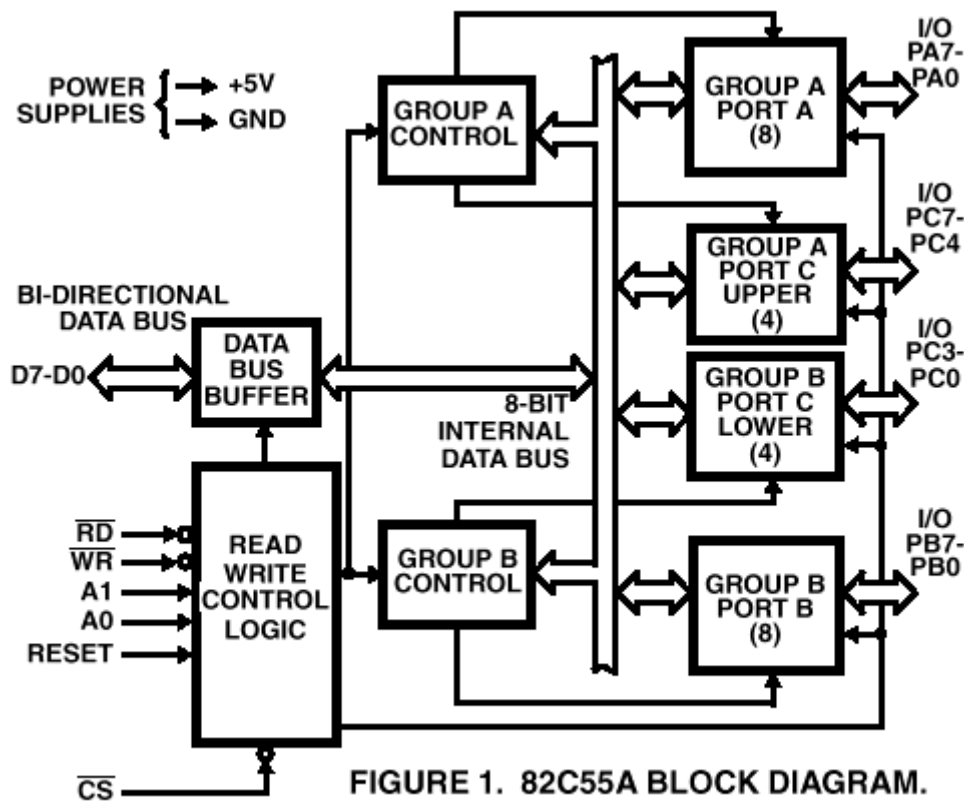 POWER
SUPPLIES
+5V
GND
GROUP A
CONTROL
GROUP A
PORT A
(8)
I/O
PA7-
PA0
GROUP A
PORT C
UPPER
(4)
I/O
PC7-
PC4
BI-DIRECTIONAL
DATA BUS
D7-D0
DATA
BUS
BUFFER
8-BIT
INTERNAL
DATA BUS
GROUP B
PORT C
LOWER
(4)
I/O
PC3-
PC0
RD
WR
A1
A0
RESET
CS
READ
WRITE
CONTROL
LOGIC
GROUP B
CONTROL
GROUP B
PORT B
(8)
I/O
PB7-
PB0
FIGURE 1. 82C55A BLOCK DIAGRAM.